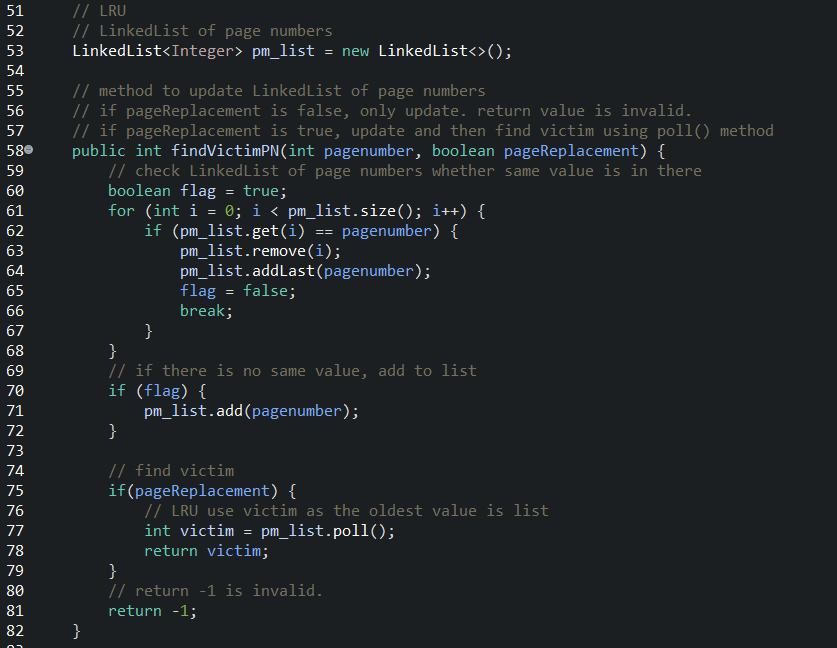 51 // LRU
52 // LinkedList of page numbers
53 LinkedList<Integer> pm_list = new LinkedList<>();
54
55 // method to update LinkedList of page numbers
56 // if pageReplacement is false, only update. return value is invalid.
57 // if pageReplacement is true, update and then find victim using poll() method
58 public int findVictimPN(int pagenumber, boolean pageReplacement) {
59 // check LinkedList of page numbers whether same value is in there
60 boolean flag = true;
61 for (int i = 0; i < pm_list.size(); i++) {
62 if (pm_list.get(i) == pagenumber) {
63 pm_list.remove(i);
64 pm_list.addLast(pagenumber);
65 flag = false;
66 break;
67 }
68 }
69 // if there is no same value, add to list
70 if (flag) {
71 pm_list.add(pagenumber);
72 }
73
74 // find victim
75 if(pageReplacement) {
76 // LRU use victim as the oldest value is list
77 int victim = pm_list.poll();
78 return victim;
79 }
80 // return -1 is invalid.
81 return -1;
82 }